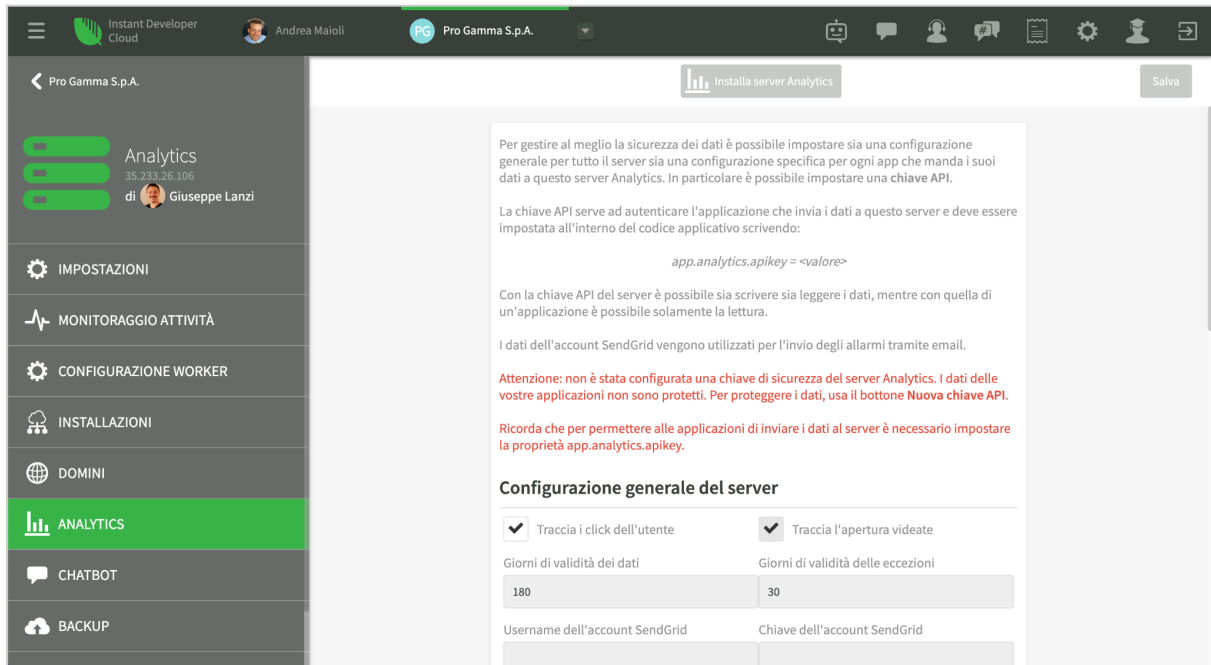 Instant Developer
Cloud
Andrea Maioli
PG Pro Gamma S.p.A.
#
Pro Gamma S.p.A.
Installa server Analytics
Salva
Analytics
35.233.26.106
di Giuseppe Lanzi
IMPOSTAZIONI
MONITORAGGIO ATTIVITÀ
CONFIGURAZIONE WORKER
INSTALLAZIONI
DOMINI
ANALYTICS
CHATBOT
BACKUP
Per gestire al meglio la sicurezza dei dati è possibile impostare sia una configurazione
generale per tutto il server sia una configurazione specifica per ogni app che manda i suoi
dati a questo server Analytics. In particolare è possibile impostare una chiave API.
La chiave API serve ad autenticare l'applicazione che invia i dati a questo server e deve essere
impostata all'interno del codice applicativo scrivendo:
app.analytics.apikey = <valore>
Con la chiave API del server è possibile sia scrivere sia leggere i dati, mentre con quella di
un'applicazione è possibile solamente la lettura.
I dati dell'account SendGrid vengono utilizzati per l'invio degli allarmi tramite email.
Attenzione: non è stata configurata una chiave di sicurezza del server Analytics. I dati delle
vostre applicazioni non sono protetti. Per proteggere i dati, usa il bottone Nuova chiave API.
Ricorda che per permettere alle applicazioni di inviare i dati al server è necessario impostare
la proprietà app.analytics.apikey.
Configurazione generale del server
Traccia i click dell'utente
Traccia l'apertura videate
Giorni di validità dei dati
Giorni di validità delle eccezioni
180
30
Username dell'account SendGrid
Chiave dell'account SendGrid